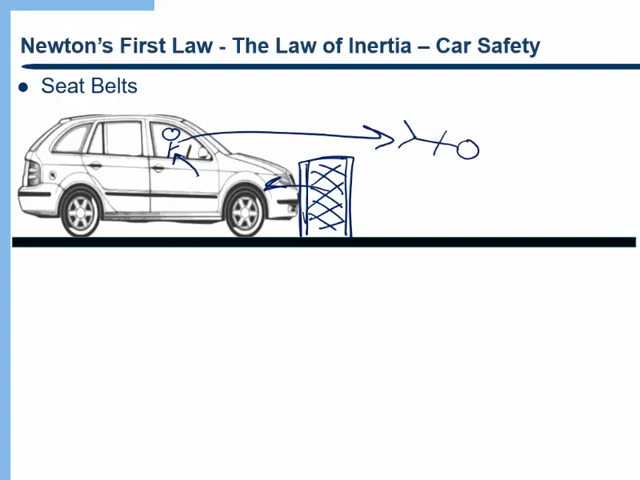 Newton's First Law - The Law of Inertia – Car Safety
Seat Belts